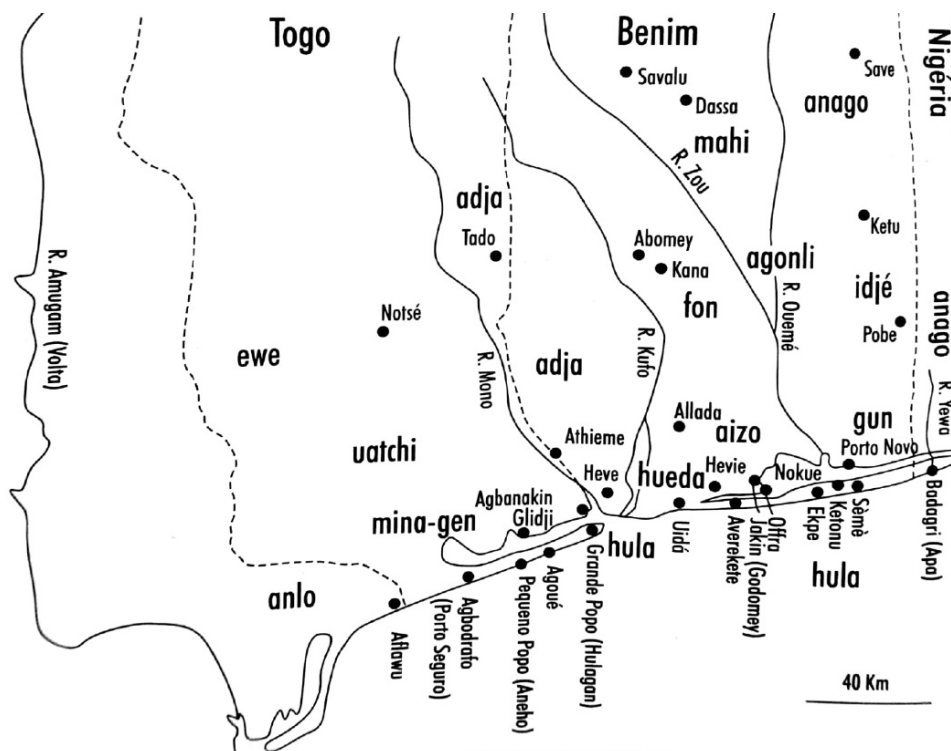 Togo
Benim
Nigéria
Savalu
Save
Dassa
anago
mahi
R. Zou
adja
Tado
Ketu
Abomey
agonli
Kana
idjé
R. Amugam (Volta)
fon
R. Ouemé
anago
Notsé
Pobe
ewe
R. Mono
adja
R. Kufo
R. Yewa
Allada
aizo
gun
uatchi
Athieme
Porto Novo
Heve
hueda
Hevie
Nokue
Agbanakin
Glidji
mina-gen
hula
Uidá
Averekete
Jakin (Godomey)
Offra
Ekpe
Ketonu
Sèmè
Badagri (Apa)
hula
anlo
Aflawu
Agbodrafo
(Porto Seguro)
Pequeno Popo (Aneho)
Agoué
Grande Popo (Hulagan)
40 Km